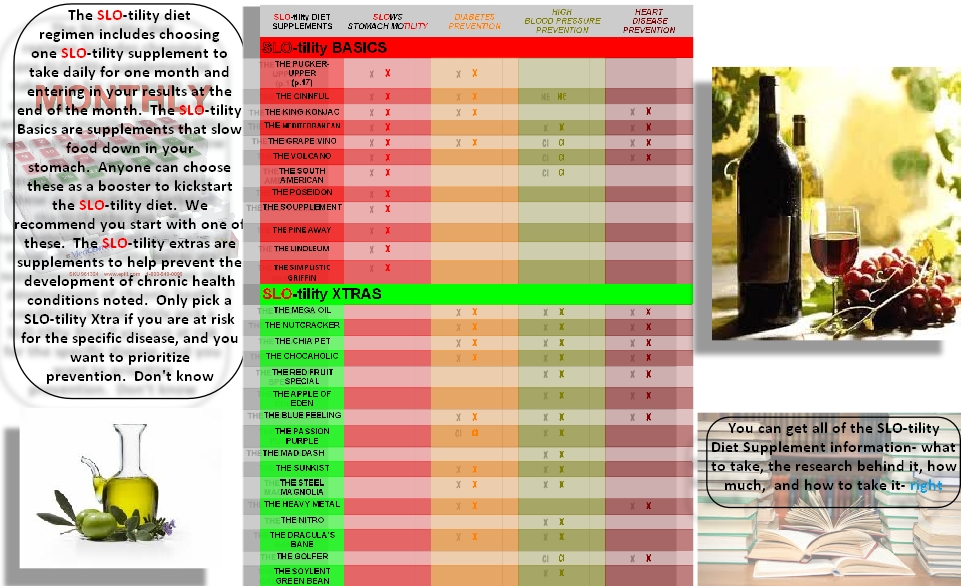 The SLO-tility diet
regimen includes choosing
one SLO-tility supplement to
take daily for one month and
entering in your results at the
end of the month.  The SLO-tility
Basics are supplements that slow
food down in your
stomach.  Anyone can choose
these as a booster to kickstart
the SLO-tility diet.  We
recommend you start with one of
these.  The SLO-tility extras are
supplements to help prevent the
development of chronic health
conditions noted.  Only pick a
SLO-tility Xtra if you are at risk
for the specific disease, and you
want to prioritize
prevention.  Don't know
MONTHLY
SLO-tility DIET SUPPLEMENTS SLOWS STOMACH MOTILITY DIABETES PREVENTION HIGH BLOOD PRESSURE PREVENTION HEART DISEASE PREVENTION
SLO-tility BASICS
THE PUCKER-UPPER (p.17) X X
THE CINNFUL X X NE
THE KING KONJAC X X X
THE MEDITERRANEAN X X X
THE GRAPE VINO X X CI X
THE VOLCANO X CI X
THE SOUTH AMERICAN X CI
THE POSEIDON X
THE SOUPPLEMENT X
THE PINE AWAY X
THE LINOLEUM X
THE SIMPLISTIC GRIFFIN X
SLO-tility XTRAS
THE MEGA OIL X X X
THE NUTCRACKER X X X
THE CHIA PET X X X
THE CHOCAHOLIC X X X
THE RED FRUIT SPECIAL X X
THE APPLE OF EDEN X X
THE BLUE FEELING X X X
THE PASSION PURPLE CI X
THE MAD DASH X
THE SUNKIST X X
THE STEEL MAGNOLIA X X
THE HEAVY METAL X X X
THE NITRO X
THE DRACULA'S BANE X X
THE GOLFER CI X
THE SOYLENT GREEN BEAN X
You can get all of the SLO-tility
Diet Supplement information- what
to take, the research behind it, how
much,  and how to take it- right